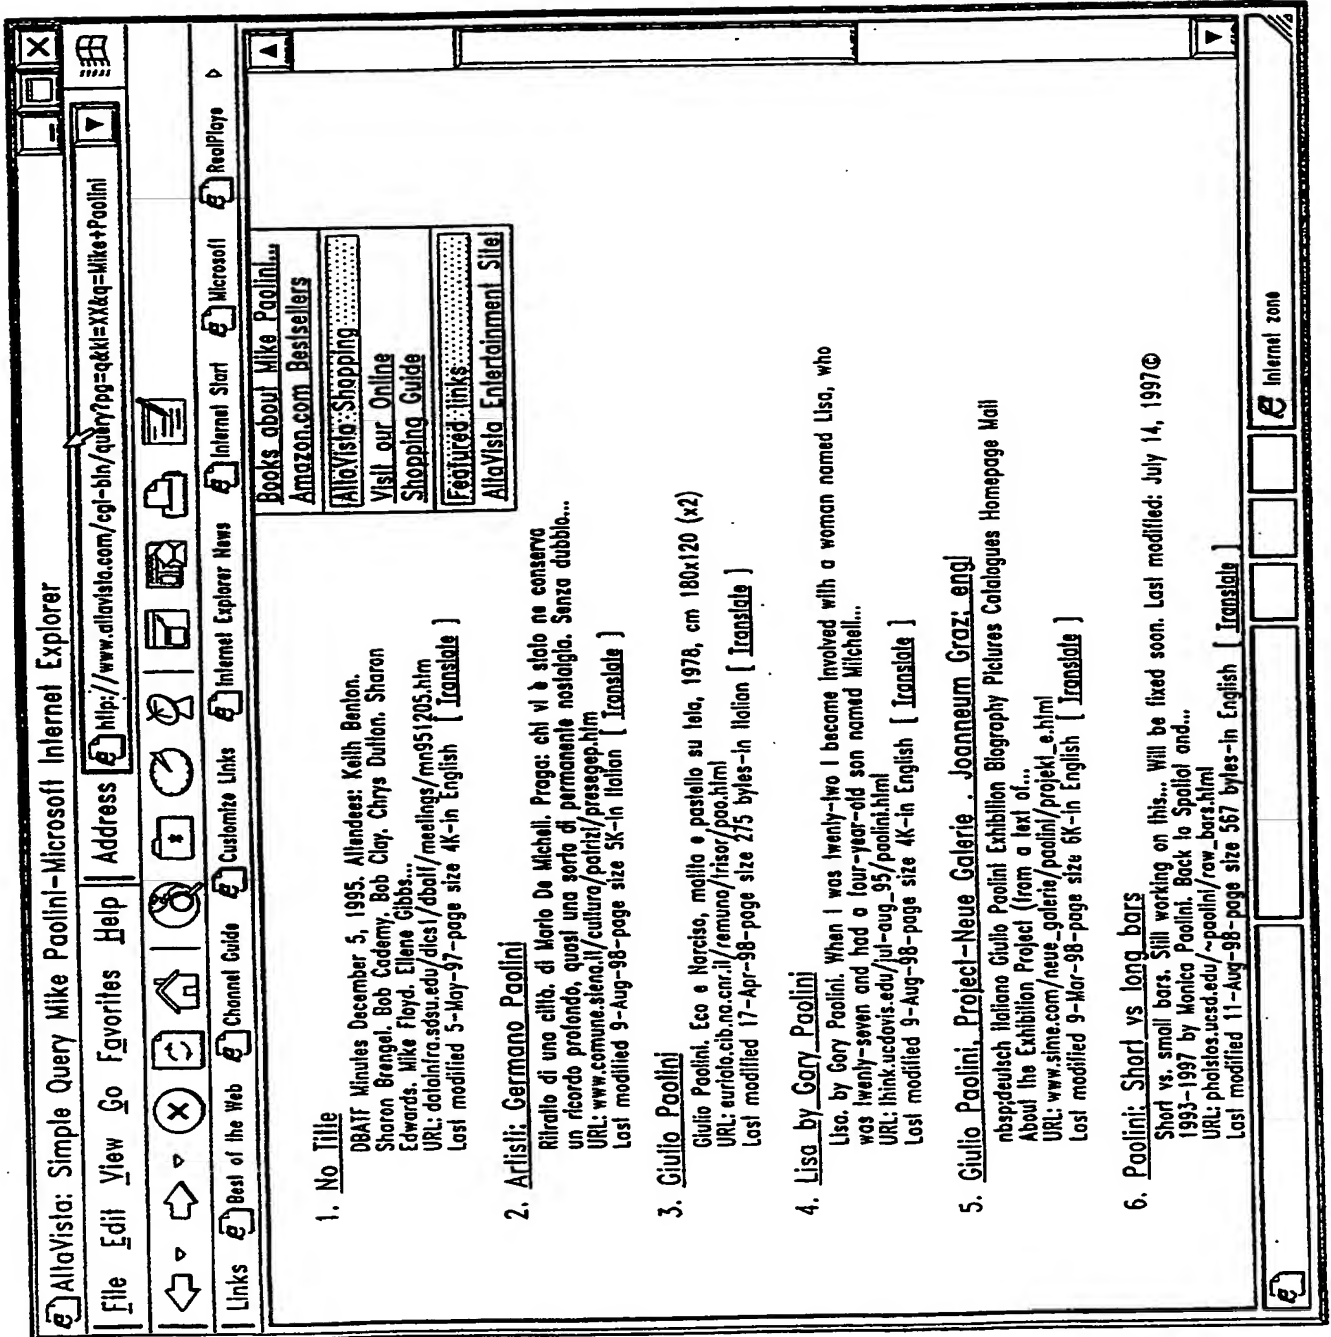 AltaVista: Simple Query Mike Paolini-Microsoft Internet Explorer
File Edit View Go Favorites Help Address http://www.altavista.com/cgi-bin/query?pg=q&kl=XX&q=Mike+Paolini
Links Best of the Web Channel Guide Customize Links Internet Explorer News Internet Start Microsoft RealPlaye
Books about Mike Paolini...
Amazon.com Bestsellers
AltaVista Shopping
Visit our Online
Shopping Guide
Featured links
AltaVista Entertainment Site!
1. No Title
DBATF Minutes December 5, 1995. Attendees: Keith Benton.
Sharon Brengel. Bob Cademy. Bob Clay. Chrys Dutton. Sharon
Edwards. Mike Floyd. Ellene Gibbs...
URL: datainfra.sdsu.edu/dics1/dbatf/meetings/mn951205.htm
Last modified 5-May-97-page size 4K-in English [ Translate ]
2. Artisti: Germano Paolini
Ritratto di una città. di Mario De Micheli. Praga: chi vi è stato ne conserva
un ricordo profondo, quasi una sorta di permanente nostalgia. Senza dubbio...
URL: www.comune.siena.it/cultura/patrizi/presegep.htm
Last modified 9-Aug-98-page size 5K-in Italian [ Translate ]
3. Giulio Paolini
Giulio Paolini. Eco e Narciso, matita e pastello su tela, 1978, cm 180x120 (x2)
URL: euriolo.cib.na.cnr.it/remuna/trisor/pao.html
Last modified 17-Apr-98-page size 275 bytes-in Italian [ Translate ]
4. Lisa by Gary Paolini
Lisa. by Gary Paolini. When I was twenty-two I became involved with a woman named Lisa, who
was twenty-seven and had a four-year-old son named Mitchell...
URL: think.ucdavis.edu/jul-aug_95/paolini.html
Last modified 9-Aug-98-page size 4K-in English [ Translate ]
5. Giulio Paolini, Project-Neue Galerie . Joanneum Graz; engl
nbsp;deutsch Italiano Giulio Paolini Exhibition Biography Pictures Catalogues Homepage Mail
About the Exhibition Project (from a text of...
URL: www.sime.com/neue_galerie/paolini/projekt_e.html
Last modified 9-Mar-98-page size 6K-in English [ Translate ]
6. Paolini: Short vs long bars
Short vs. small bars. Still working on this... Will be fixed soon. Last modified: July 14, 1997©
1993-1997 by Monica Paolini. Back to Spatial and...
URL: phoislos.ucsd.edu/~paolini/raw_bars.html
Last modified 11-Aug-98-page size 567 bytes-in English [ Translate ]
Internet zone